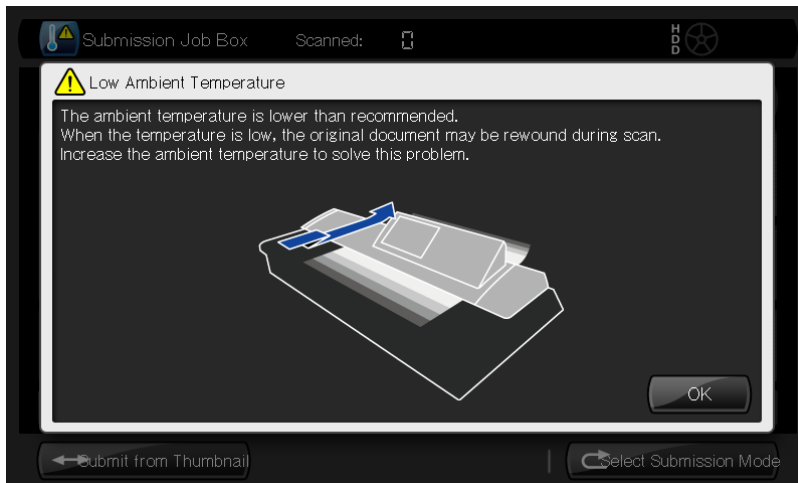 Submission Job Box Scanned: 0 HDD
Low Ambient Temperature
The ambient temperature is lower than recommended.
When the temperature is low, the original document may be rewound during scan.
Increase the ambient temperature to solve this problem.
OK
Submit from Thumbnail Select Submission Mode